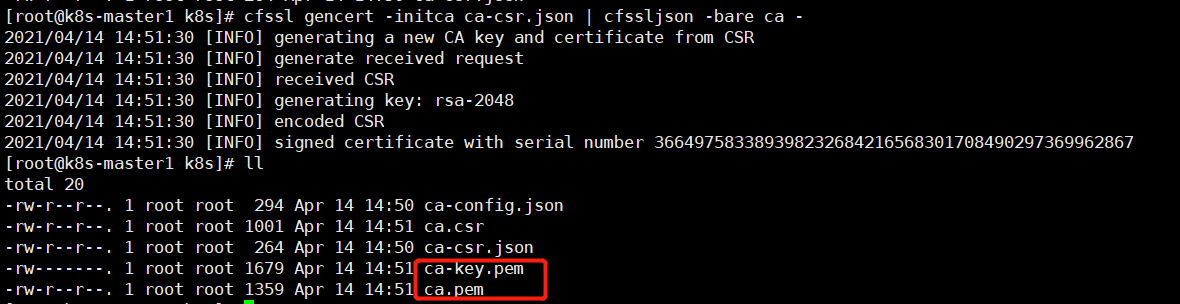 [root@k8s-master1 k8s]# cfssl gencert -initca ca-csr.json | cfssljson -bare ca -
2021/04/14 14:51:30 [INFO] generating a new CA key and certificate from CSR
2021/04/14 14:51:30 [INFO] generate received request
2021/04/14 14:51:30 [INFO] received CSR
2021/04/14 14:51:30 [INFO] generating key: rsa-2048
2021/04/14 14:51:30 [INFO] encoded CSR
2021/04/14 14:51:30 [INFO] signed certificate with serial number 366497583389398232684216568301708490297369962867
[root@k8s-master1 k8s]# ll
total 20
-rw-r--r--. 1 root root  294 Apr 14 14:50 ca-config.json
-rw-r--r--. 1 root root 1001 Apr 14 14:51 ca.csr
-rw-r--r--. 1 root root  264 Apr 14 14:50 ca-csr.json
-rw-------. 1 root root 1679 Apr 14 14:51 ca-key.pem
-rw-r--r--. 1 root root 1359 Apr 14 14:51 ca.pem